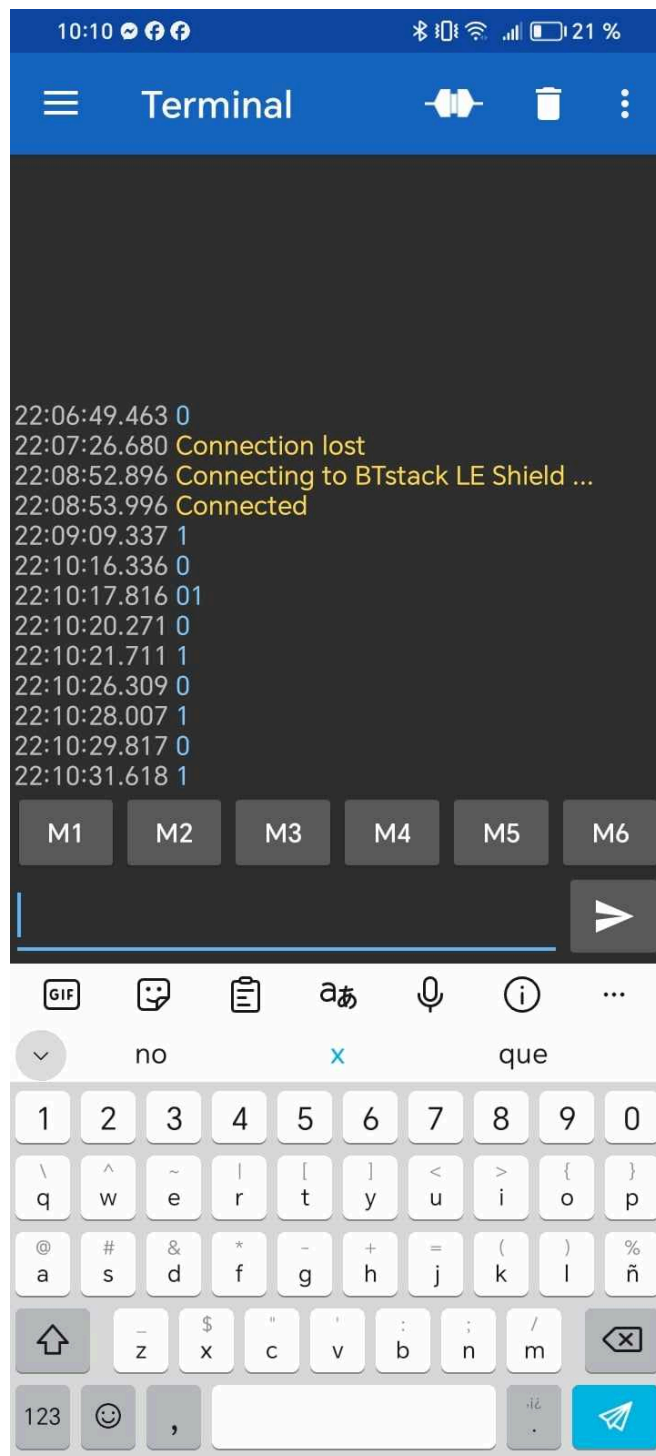 10:10 21 %
Terminal
22:06:49.463 0
22:07:26.680 Connection lost
22:08:52.896 Connecting to BTstack LE Shield ...
22:08:53.996 Connected
22:09:09.337 1
22:10:16.336 0
22:10:17.816 01
22:10:20.271 0
22:10:21.711 1
22:10:26.309 0
22:10:28.007 1
22:10:29.817 0
22:10:31.618 1
M1 M2 M3 M4 M5 M6
GIF aあ ...
no x que
1 2 3 4 5 6 7 8 9 0
\ ^ ~ | [ ] < > { }
q w e r t y u i o p
@ # & * - + = ( ) %
a s d f g h j k l ñ
_ $ " ' : ; /
z x c v b n m
123 , .